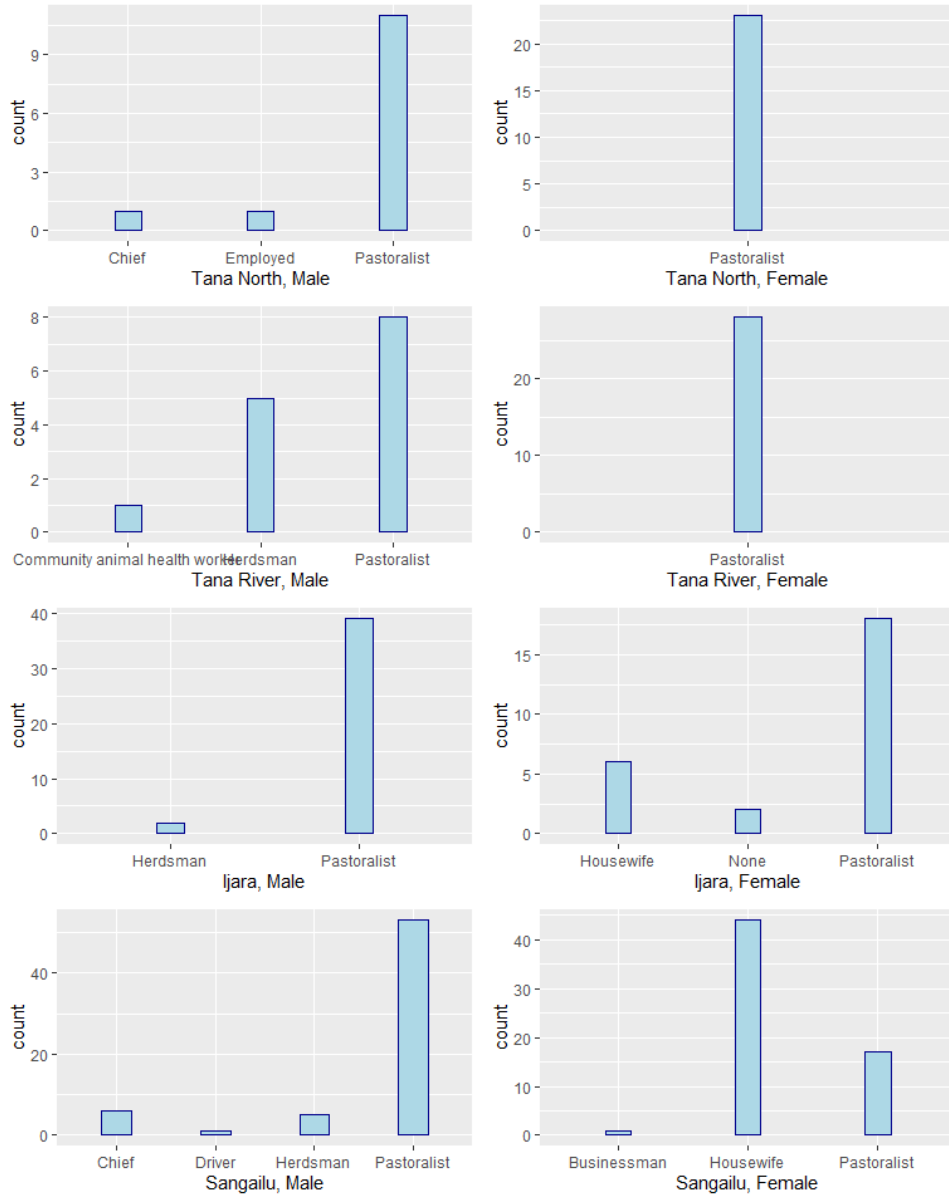 count
9
6
3
0
Chief Employed Pastoralist
Tana North, Male
count
20
15
10
5
0
Pastoralist
Tana North, Female
count
8
6
4
2
0
Community animal health worker Herdsman Pastoralist
Tana River, Male
count
20
10
0
Pastoralist
Tana River, Female
count
40
30
20
10
0
Herdsman Pastoralist
Ijara, Male
count
15
10
5
0
Housewife None Pastoralist
Ijara, Female
count
40
20
0
Chief Driver Herdsman Pastoralist
Sangailu, Male
count
40
30
20
10
0
Businessman Housewife Pastoralist
Sangailu, Female